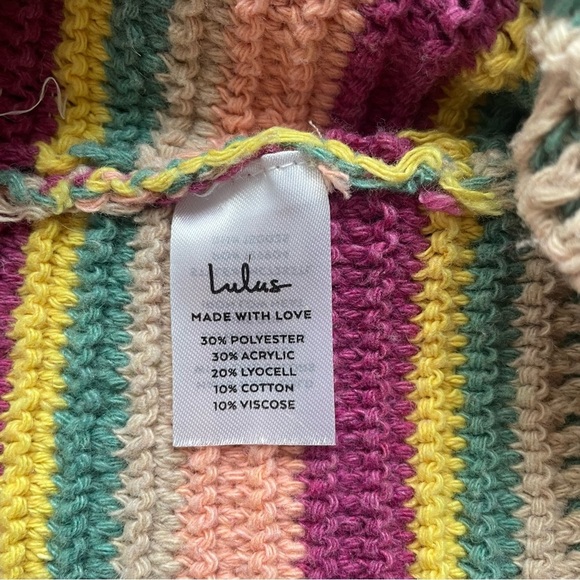 Lulus
MADE WITH LOVE
30% POLYESTER
30% ACRYLIC
20% LYOCELL
10% COTTON
10% VISCOSE